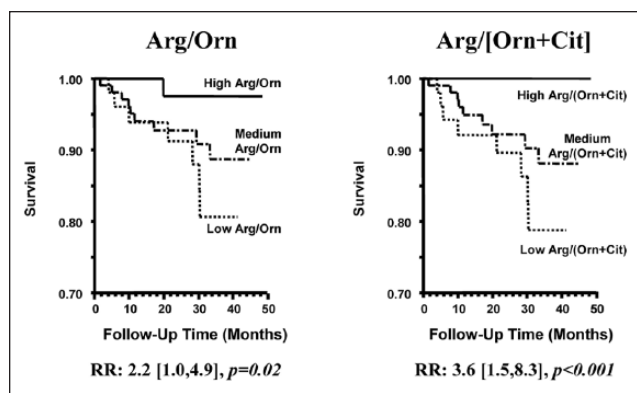 Arg/Orn
1.00
0.90
0.80
0.70
Survival
High Arg/Orn
Medium
Arg/Orn
Low Arg/Orn
0 10 20 30 40 50
Follow-Up Time (Months)
RR: 2.2 [1.0,4.9], p=0.02
Arg/[Orn+Cit]
1.00
0.90
0.80
0.70
Survival
High Arg/(Orn+Cit)
Medium
Arg/(Orn+Cit)
Low Arg/(Orn+Cit)
0 10 20 30 40 50
Follow-Up Time (Months)
RR: 3.6 [1.5,8.3], p<0.001